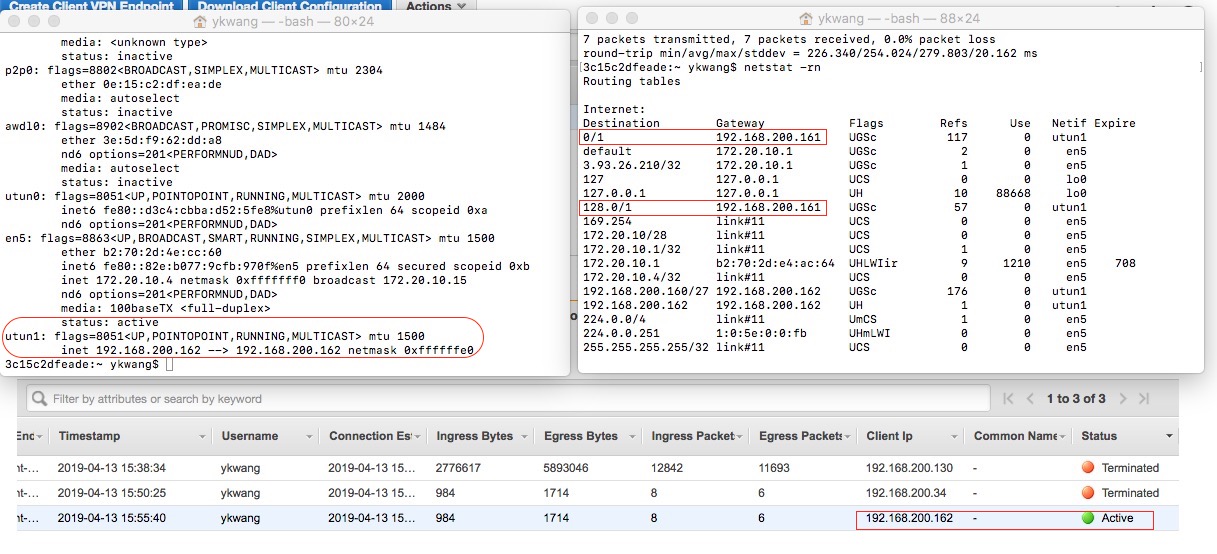 Create Client VPN Endpoint Download Client Configuration Actions
ykwang — -bash — 80×24
media: <unknown type>
status: inactive
p2p0: flags=8802<BROADCAST,SIMPLEX,MULTICAST> mtu 2304
ether 0e:15:c2:df:ea:de
media: autoselect
status: inactive
awdl0: flags=8902<BROADCAST,PROMISC,SIMPLEX,MULTICAST> mtu 1484
ether 3e:5d:f9:62:dd:a8
nd6 options=201<PERFORMNUD,DAD>
media: autoselect
status: inactive
utun0: flags=8051<UP,POINTOPOINT,RUNNING,MULTICAST> mtu 2000
inet6 fe80::d3c4:cbba:d52:5fe8%utun0 prefixlen 64 scopeid 0xa
nd6 options=201<PERFORMNUD,DAD>
en5: flags=8863<UP,BROADCAST,SMART,RUNNING,SIMPLEX,MULTICAST> mtu 1500
ether b2:70:2d:4e:cc:60
inet6 fe80::82e:b077:9cfb:970f%en5 prefixlen 64 secured scopeid 0xb
inet 172.20.10.4 netmask 0xfffffff0 broadcast 172.20.10.15
nd6 options=201<PERFORMNUD,DAD>
media: 100baseTX <full-duplex>
status: active
utun1: flags=8051<UP,POINTOPOINT,RUNNING,MULTICAST> mtu 1500
inet 192.168.200.162 --> 192.168.200.162 netmask 0xffffffe0
3c15c2dfeade:~ ykwang$
ykwang — -bash — 88×24
7 packets transmitted, 7 packets received, 0.0% packet loss
round-trip min/avg/max/stddev = 226.340/254.024/279.803/20.162 ms
[3c15c2dfeade:~ ykwang$ netstat -rn ]
Routing tables
Internet:
Destination Gateway Flags Refs Use Netif Expire
0/1 192.168.200.161 UGSc 117 0 utun1
default 172.20.10.1 UGSc 2 0 en5
3.93.26.210/32 172.20.10.1 UGSc 1 0 en5
127 127.0.0.1 UCS 0 0 lo0
127.0.0.1 127.0.0.1 UH 10 88668 lo0
128.0/1 192.168.200.161 UGSc 57 0 utun1
169.254 link#11 UCS 0 0 en5
172.20.10/28 link#11 UCS 0 0 en5
172.20.10.1/32 link#11 UCS 1 0 en5
172.20.10.1 b2:70:2d:e4:ac:64 UHLWIir 9 1210 en5 708
172.20.10.4/32 link#11 UCS 0 0 en5
192.168.200.160/27 192.168.200.162 UGSc 176 0 utun1
192.168.200.162 192.168.200.162 UH 1 0 utun1
224.0.0/4 link#11 UmCS 1 0 en5
224.0.0.251 1:0:5e:0:0:fb UHmLWI 0 0 en5
255.255.255.255/32 link#11 UCS 0 0 en5
Filter by attributes or search by keyword 1 to 3 of 3
Enc Timestamp Username Connection Es Ingress Bytes Egress Bytes Ingress Packet Egress Packets Client Ip Common Name Status
nt-... 2019-04-13 15:38:34 ykwang 2019-04-13 15... 2776617 5893046 12842 11693 192.168.200.130 - Terminated
nt-... 2019-04-13 15:50:25 ykwang 2019-04-13 15... 984 1714 8 6 192.168.200.34 - Terminated
nt-... 2019-04-13 15:55:40 ykwang 2019-04-13 15... 984 1714 8 6 192.168.200.162 - Active